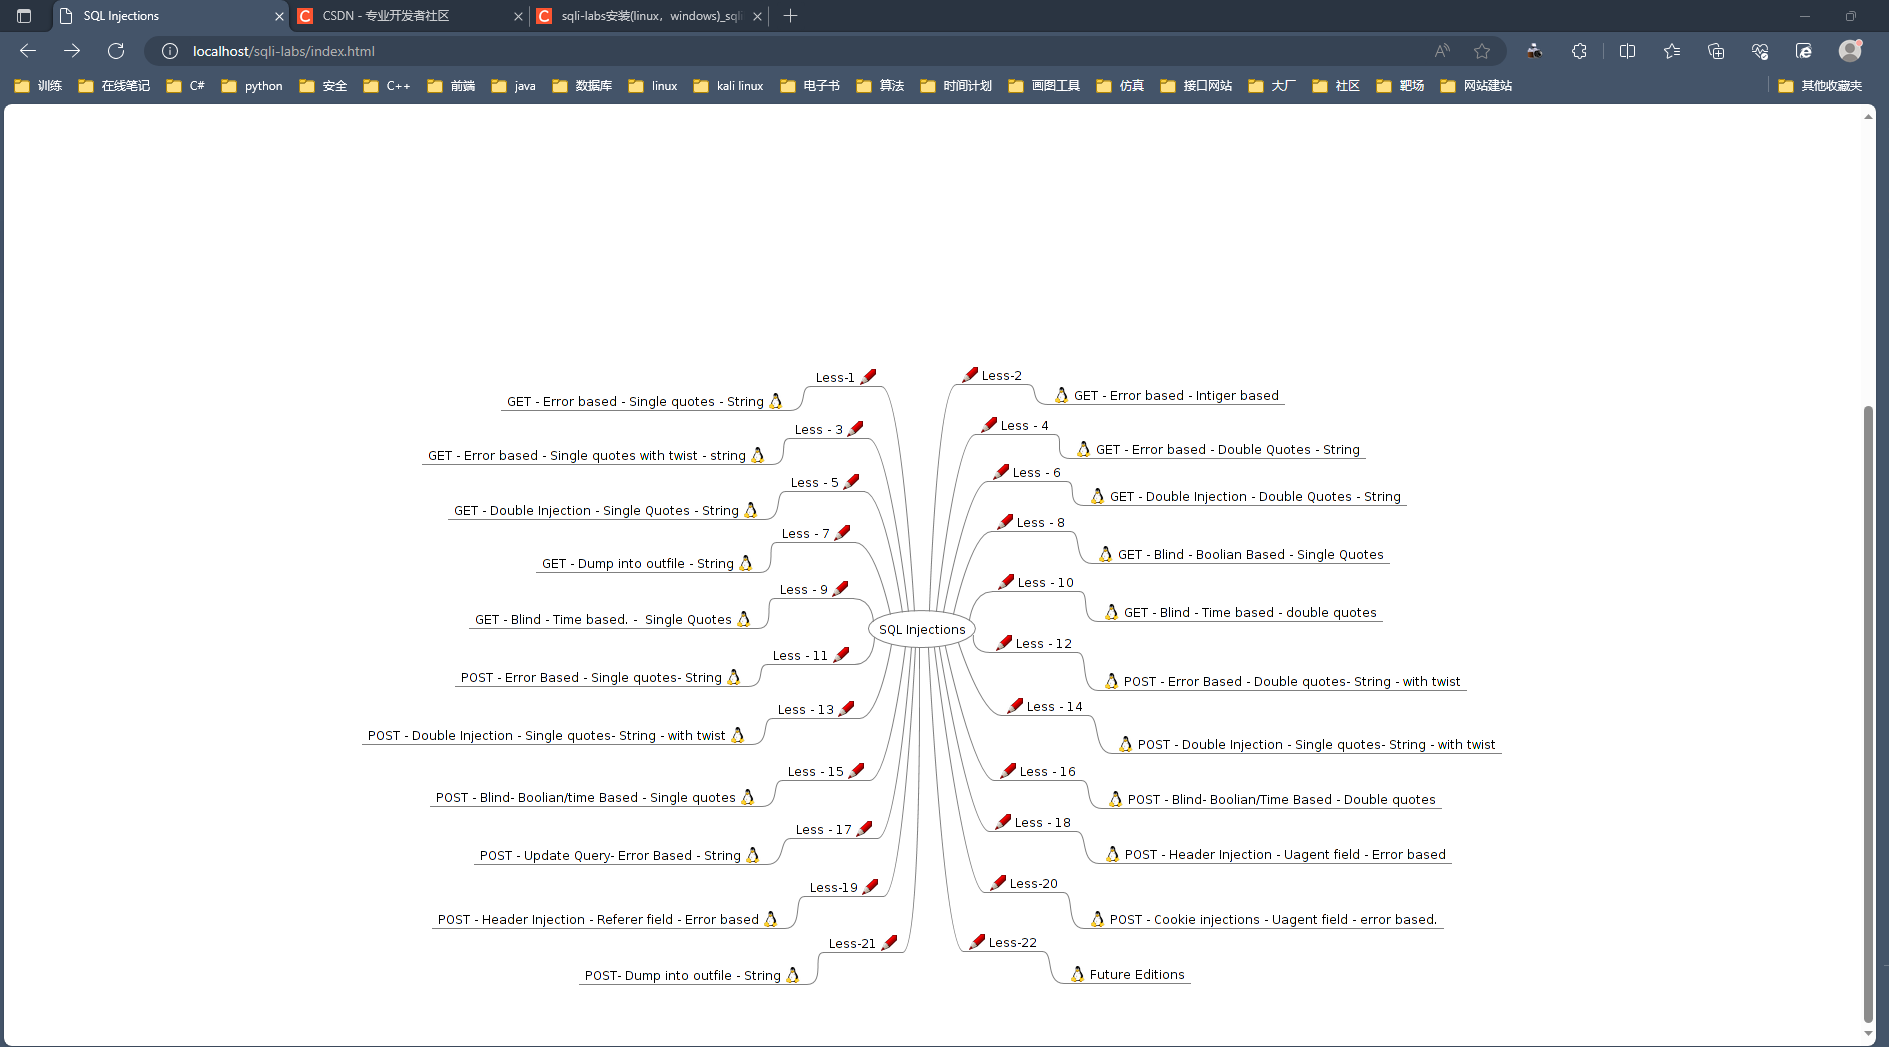 SQL Injections
CSDN - 专业开发者社区
sqli-labs安装(linux，windows)_sqli
localhost/sqli-labs/index.html
训练 在线笔记 C# python 安全 C++ 前端 java 数据库 linux kali linux 电子书 算法 时间计划 画图工具 仿真 接口网站 大厂 社区 靶场 网站建站 其他收藏夹
Less-1
GET - Error based - Single quotes - String
Less - 3
GET - Error based - Single quotes with twist - string
Less - 5
GET - Double Injection - Single Quotes - String
Less - 7
GET - Dump into outfile - String
Less - 9
GET - Blind - Time based. -  Single Quotes
Less - 11
POST - Error Based - Single quotes- String
Less - 13
POST - Double Injection - Single quotes- String - with twist
Less - 15
POST - Blind- Boolian/time Based - Single quotes
Less - 17
POST - Update Query- Error Based - String
Less-19
POST - Header Injection - Referer field - Error based
Less-21
POST- Dump into outfile - String
SQL Injections
Less-2
GET - Error based - Intiger based
Less - 4
GET - Error based - Double Quotes - String
Less - 6
GET - Double Injection - Double Quotes - String
Less - 8
GET - Blind - Boolian Based - Single Quotes
Less - 10
GET - Blind - Time based - double quotes
Less - 12
POST - Error Based - Double quotes- String - with twist
Less - 14
POST - Double Injection - Single quotes- String - with twist
Less - 16
POST - Blind- Boolian/Time Based - Double quotes
Less - 18
POST - Header Injection - Uagent field - Error based
Less-20
POST - Cookie injections - Uagent field - error based.
Less-22
Future Editions